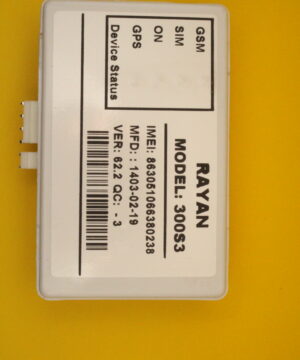 RAYAN
MODEL: 300S3
IMEI: 863051066380238
MFD: : 1403-02-19
VER: 62.2 QC: - 3
GSM
SIM
ON
GPS
Device Status